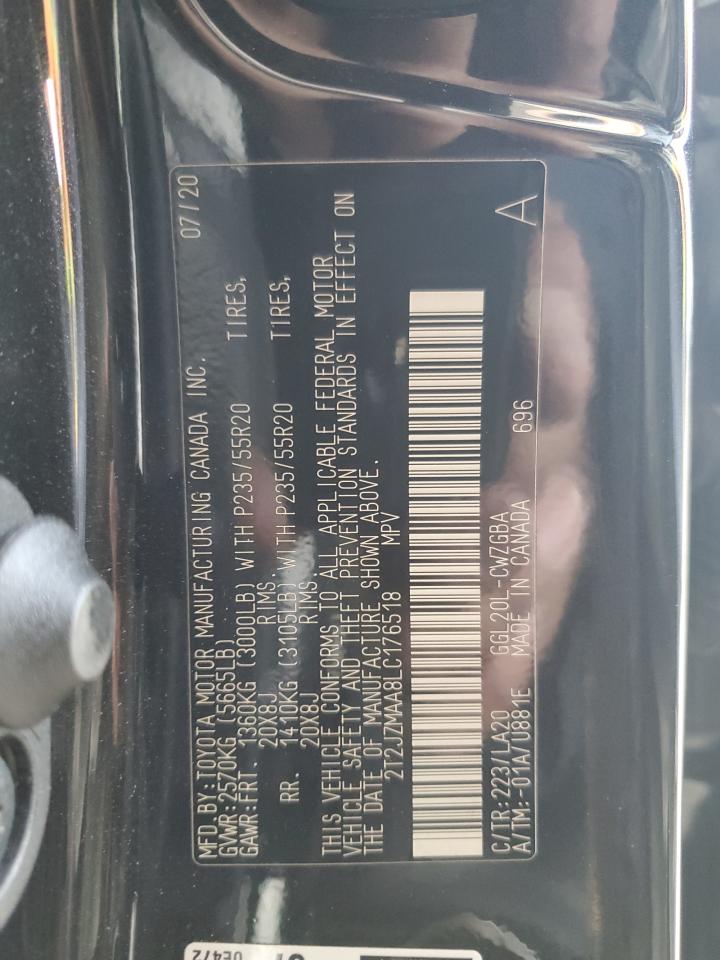 MFD.BY:TOYOTA MOTOR MANUFACTURING CANADA INC. 07/20
GVWR:2570KG (5665LB)
GAWR:FRT. 1360KG (3000LB) WITH P235/55R20 TIRES,
20X8J RIMS,
RR. 1410KG (3105LB) WITH P235/55R20 TIRES,
20X8J RIMS.
THIS VEHICLE CONFORMS TO ALL APPLICABLE FEDERAL MOTOR
VEHICLE SAFETY AND THEFT PREVENTION STANDARDS IN EFFECT ON
THE DATE OF MANUFACTURE SHOWN ABOVE.
2T2JZMAA8LC176518 MPV
C/TR:223/LA20 GGL20L-CWZGBA
A/TM:-01A/U881E MADE IN CANADA 696 A
0E472